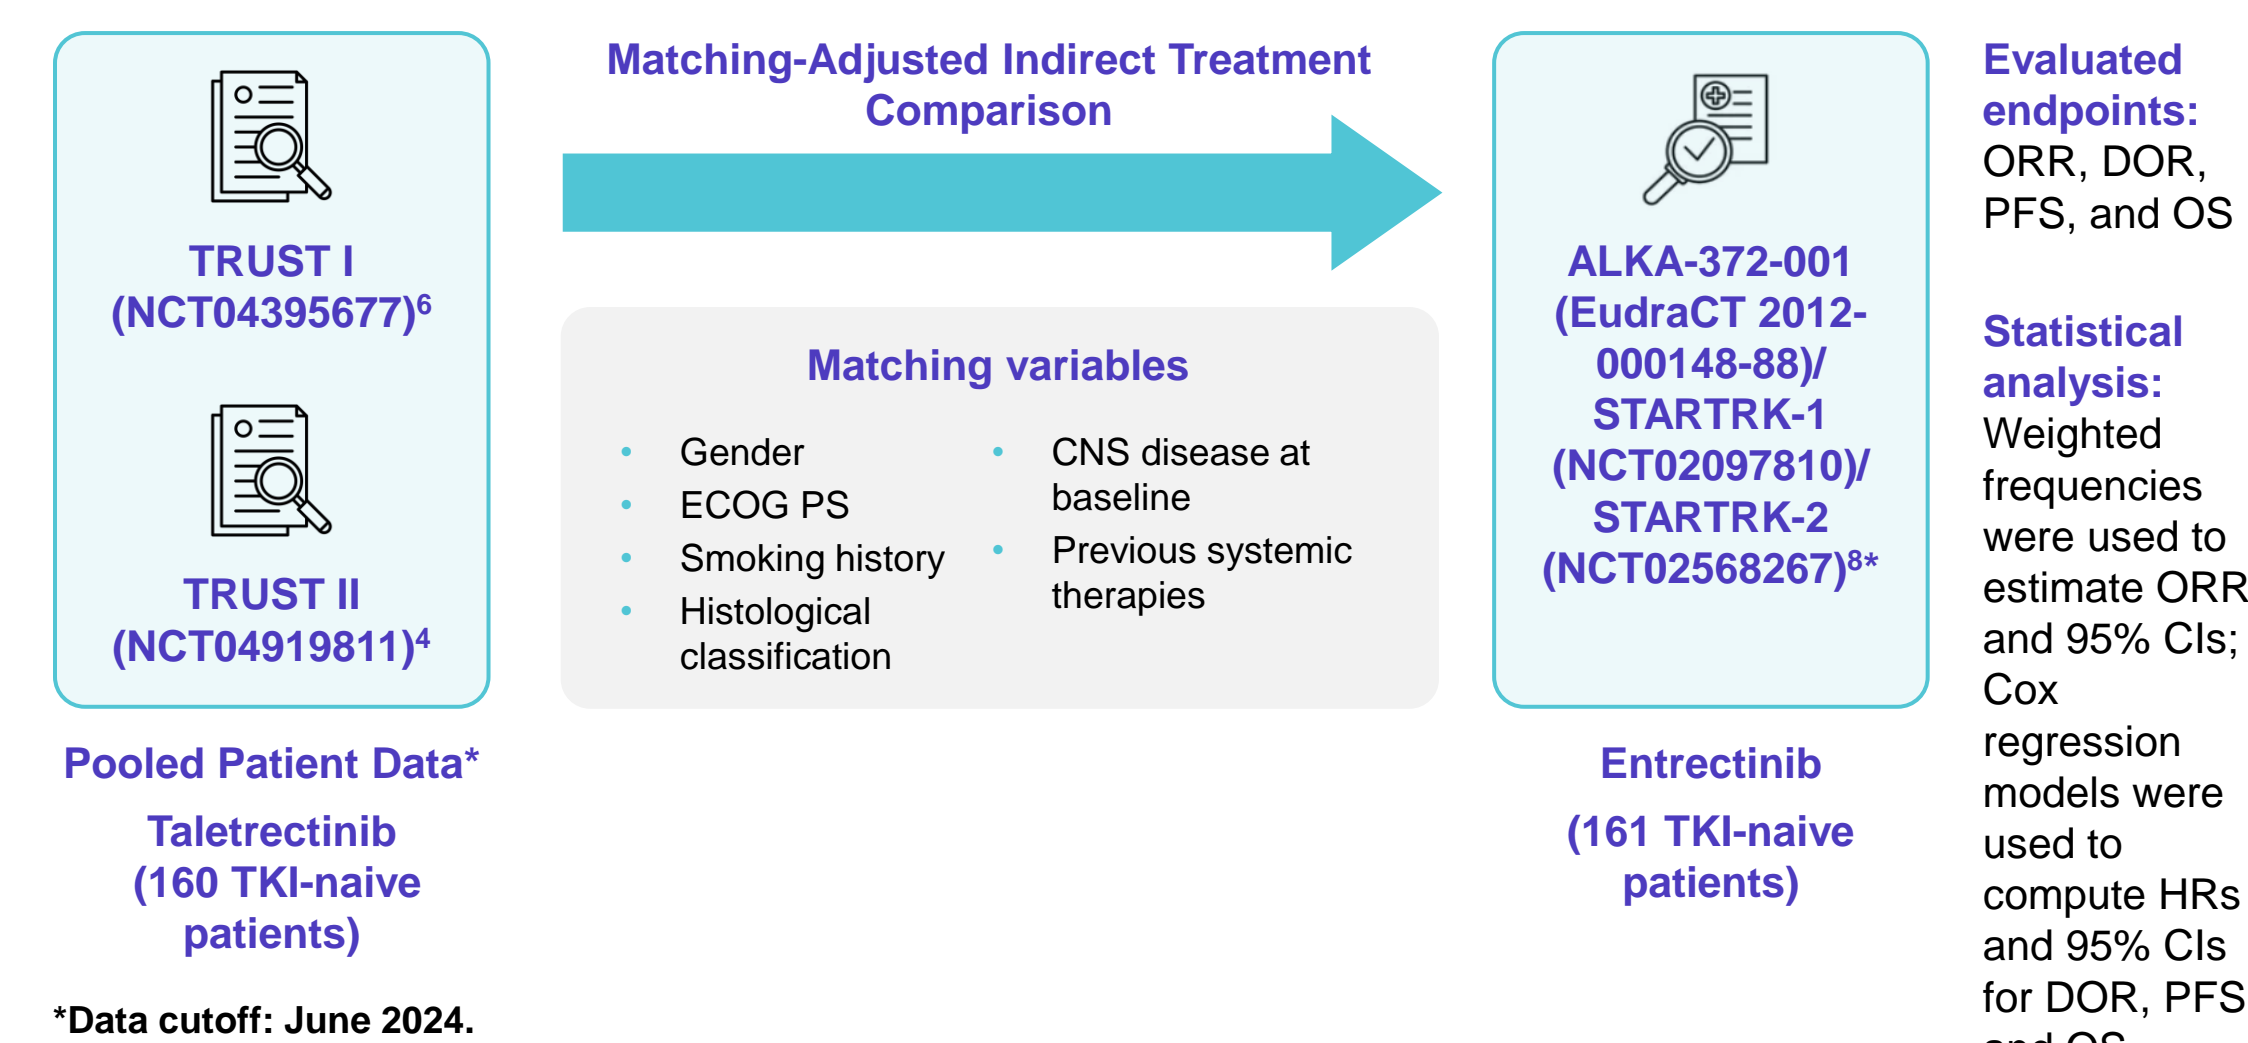 TRUST I
(NCT04395677)6
TRUST II
(NCT04919811)4
Pooled Patient Data*
Taletrectinib
(160 TKI-naive
patients)
*Data cutoff: June 2024.
Matching-Adjusted Indirect Treatment
Comparison
Matching variables
• Gender
• ECOG PS
• Smoking history
• Histological
classification
• CNS disease at
baseline
• Previous systemic
therapies
ALKA-372-001
(EudraCT 2012-
000148-88)/
STARTRK-1
(NCT02097810)/
STARTRK-2
(NCT02568267)8*
Entrectinib
(161 TKI-naive
patients)
Evaluated
endpoints:
ORR, DOR,
PFS, and OS
Statistical
analysis:
Weighted
frequencies
were used to
estimate ORR
and 95% CIs;
Cox
regression
models were
used to
compute HRs
and 95% CIs
for DOR, PFS
and OS